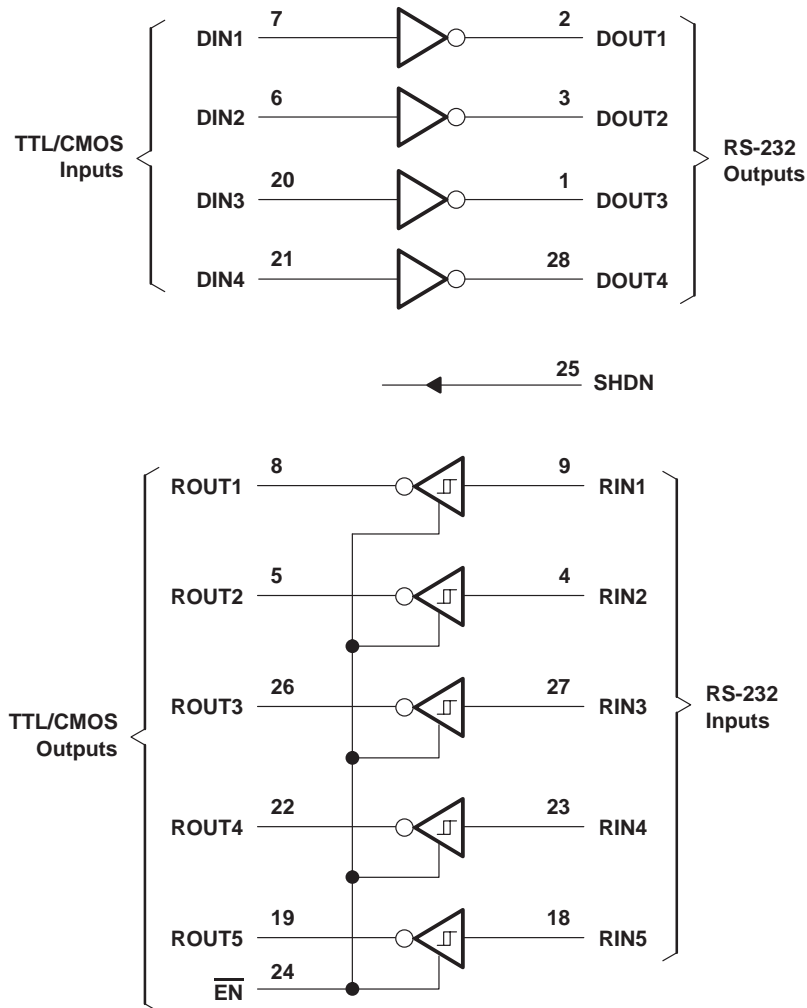 7 2
DIN1 DOUT1
6 3
DIN2 DOUT2
TTL/CMOS
Inputs
RS-232
Outputs
20 1
DIN3 DOUT3
21 28
DIN4 DOUT4
25
SHDN
8 9
ROUT1 RIN1
5 4
ROUT2 RIN2
26 27
ROUT3 RIN3
TTL/CMOS
Outputs
RS-232
Inputs
22 23
ROUT4 RIN4
19 18
ROUT5 RIN5
24
E̅N̅